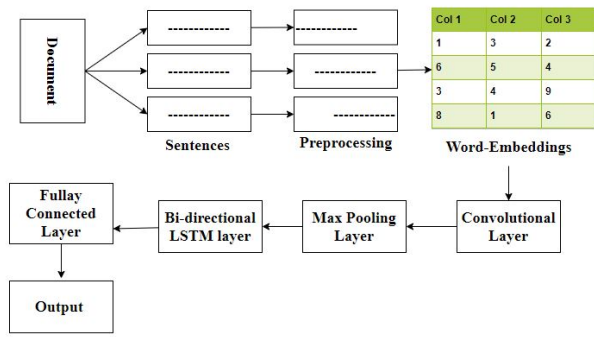 Document
Sentences
Preprocessing
Col 1 Col 2 Col 3
1 3 2
6 5 4
3 4 9
8 1 6
Word-Embeddings
Fullay
Connected
Layer
Bi-directional
LSTM layer
Max Pooling
Layer
Convolutional
Layer
Output